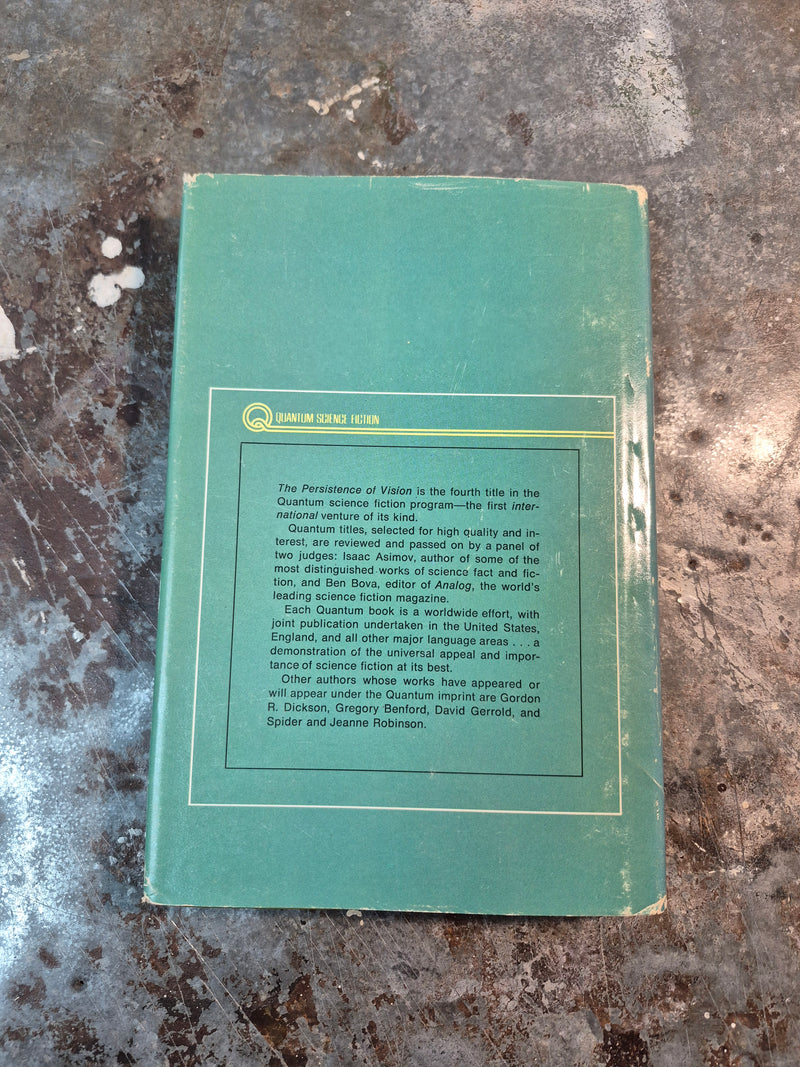 QUANTUM SCIENCE FICTION
The Persistence of Vision is the fourth title in the
Quantum science fiction program—the first inter-
national venture of its kind.
Quantum titles, selected for high quality and in-
terest, are reviewed and passed on by a panel of
two judges: Isaac Asimov, author of some of the
most distinguished works of science fact and fic-
tion, and Ben Bova, editor of Analog, the world's
leading science fiction magazine.
Each Quantum book is a worldwide effort, with
joint publication undertaken in the United States,
England, and all other major language areas . . . a
demonstration of the universal appeal and impor-
tance of science fiction at its best.
Other authors whose works have appeared or
will appear under the Quantum imprint are Gordon
R. Dickson, Gregory Benford, David Gerrold, and
Spider and Jeanne Robinson.